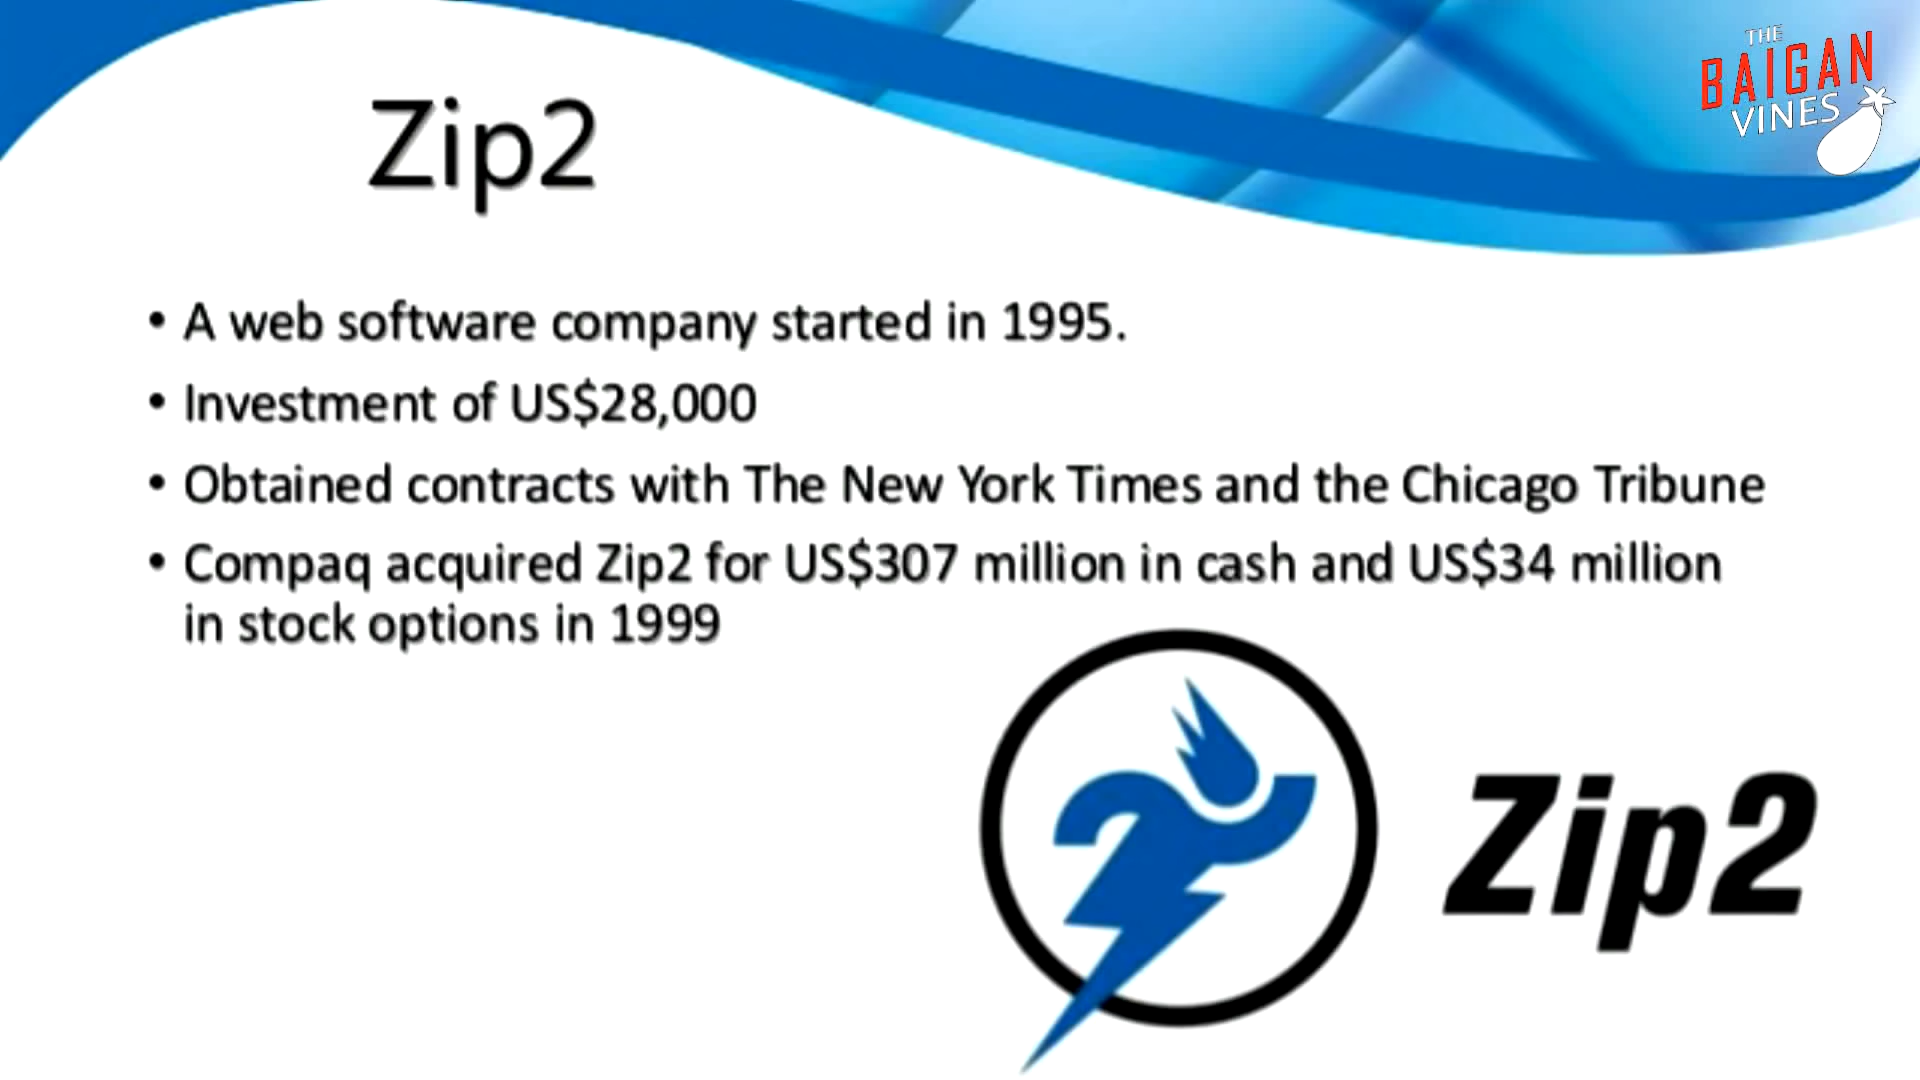 THE
BAIGAN
VINES
Zip2
• A web software company started in 1995.
• Investment of US$28,000
• Obtained contracts with The New York Times and the Chicago Tribune
• Compaq acquired Zip2 for US$307 million in cash and US$34 million
in stock options in 1999
Zip2